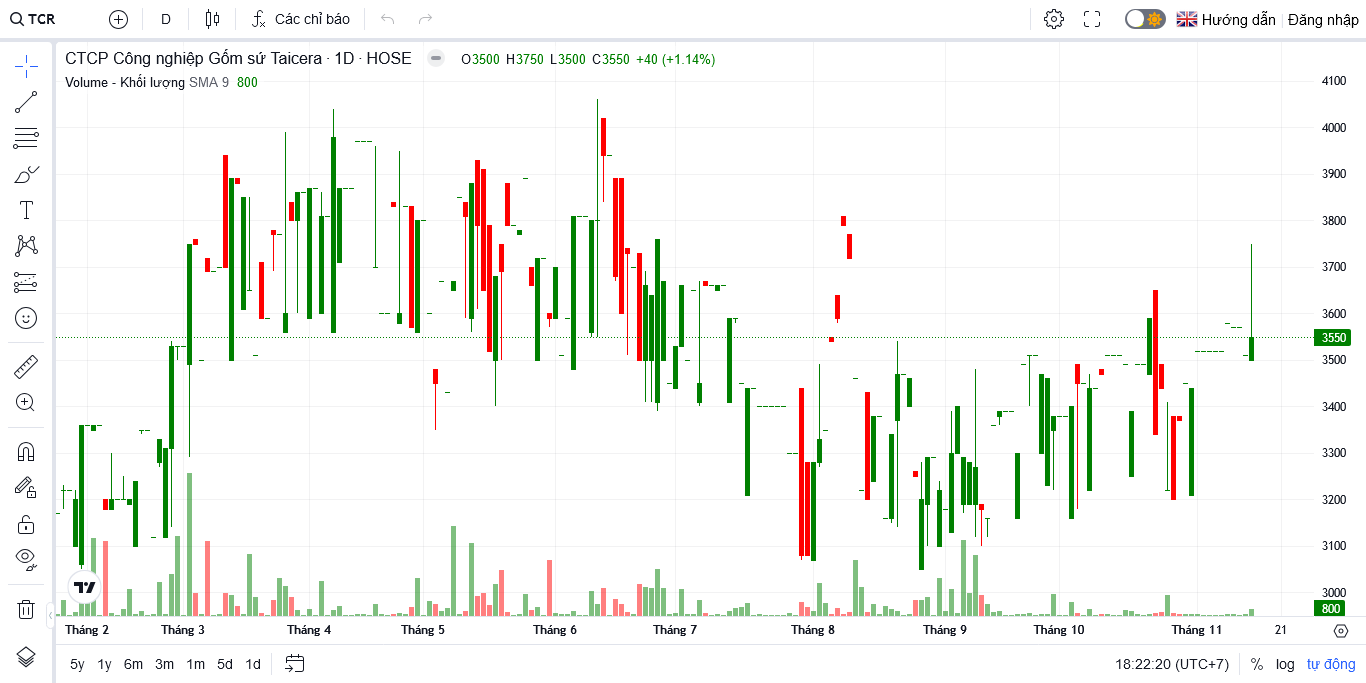 TCR D Các chỉ báo Hướng dẫn Đăng nhập
CTCP Công nghiệp Gốm sứ Taicera · 1D · HOSE O3500 H3750 L3500 C3550 +40 (+1.14%)
Volume - Khối lượng SMA 9 800
4100
4000
3900
3800
3700
3600
3550
3500
3400
3300
3200
3100
3000
800
Tháng 2 Tháng 3 Tháng 4 Tháng 5 Tháng 6 Tháng 7 Tháng 8 Tháng 9 Tháng 10 Tháng 11 21
5y 1y 6m 3m 1m 5d 1d 18:22:20 (UTC+7) % log tự động